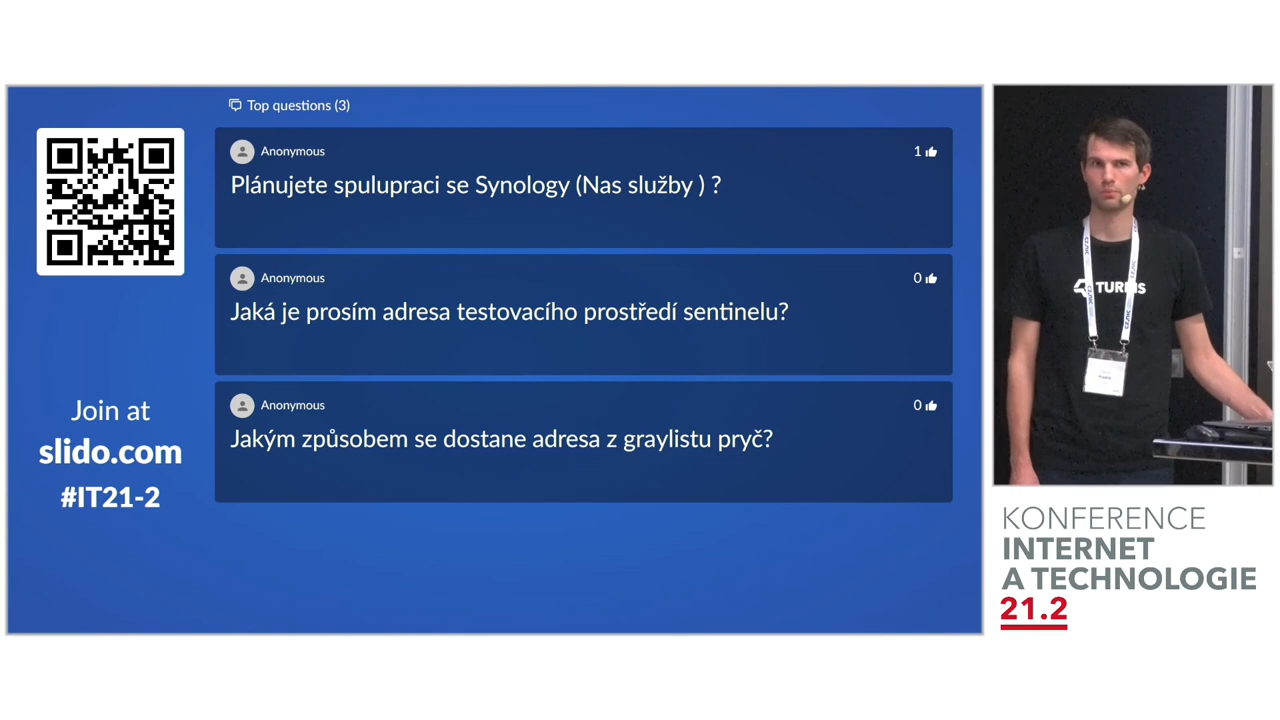 Top questions (3)
Anonymous
1
Plánujete spulupraci se Synology (Nas služby ) ?
Anonymous
0
Jaká je prosím adresa testovacího prostředí sentinelu?
Anonymous
0
Jakým způsobem se dostane adresa z graylistu pryč?
Join at
slido.com
#IT21-2
KONFERENCE
INTERNET
A TECHNOLOGIE
21.2